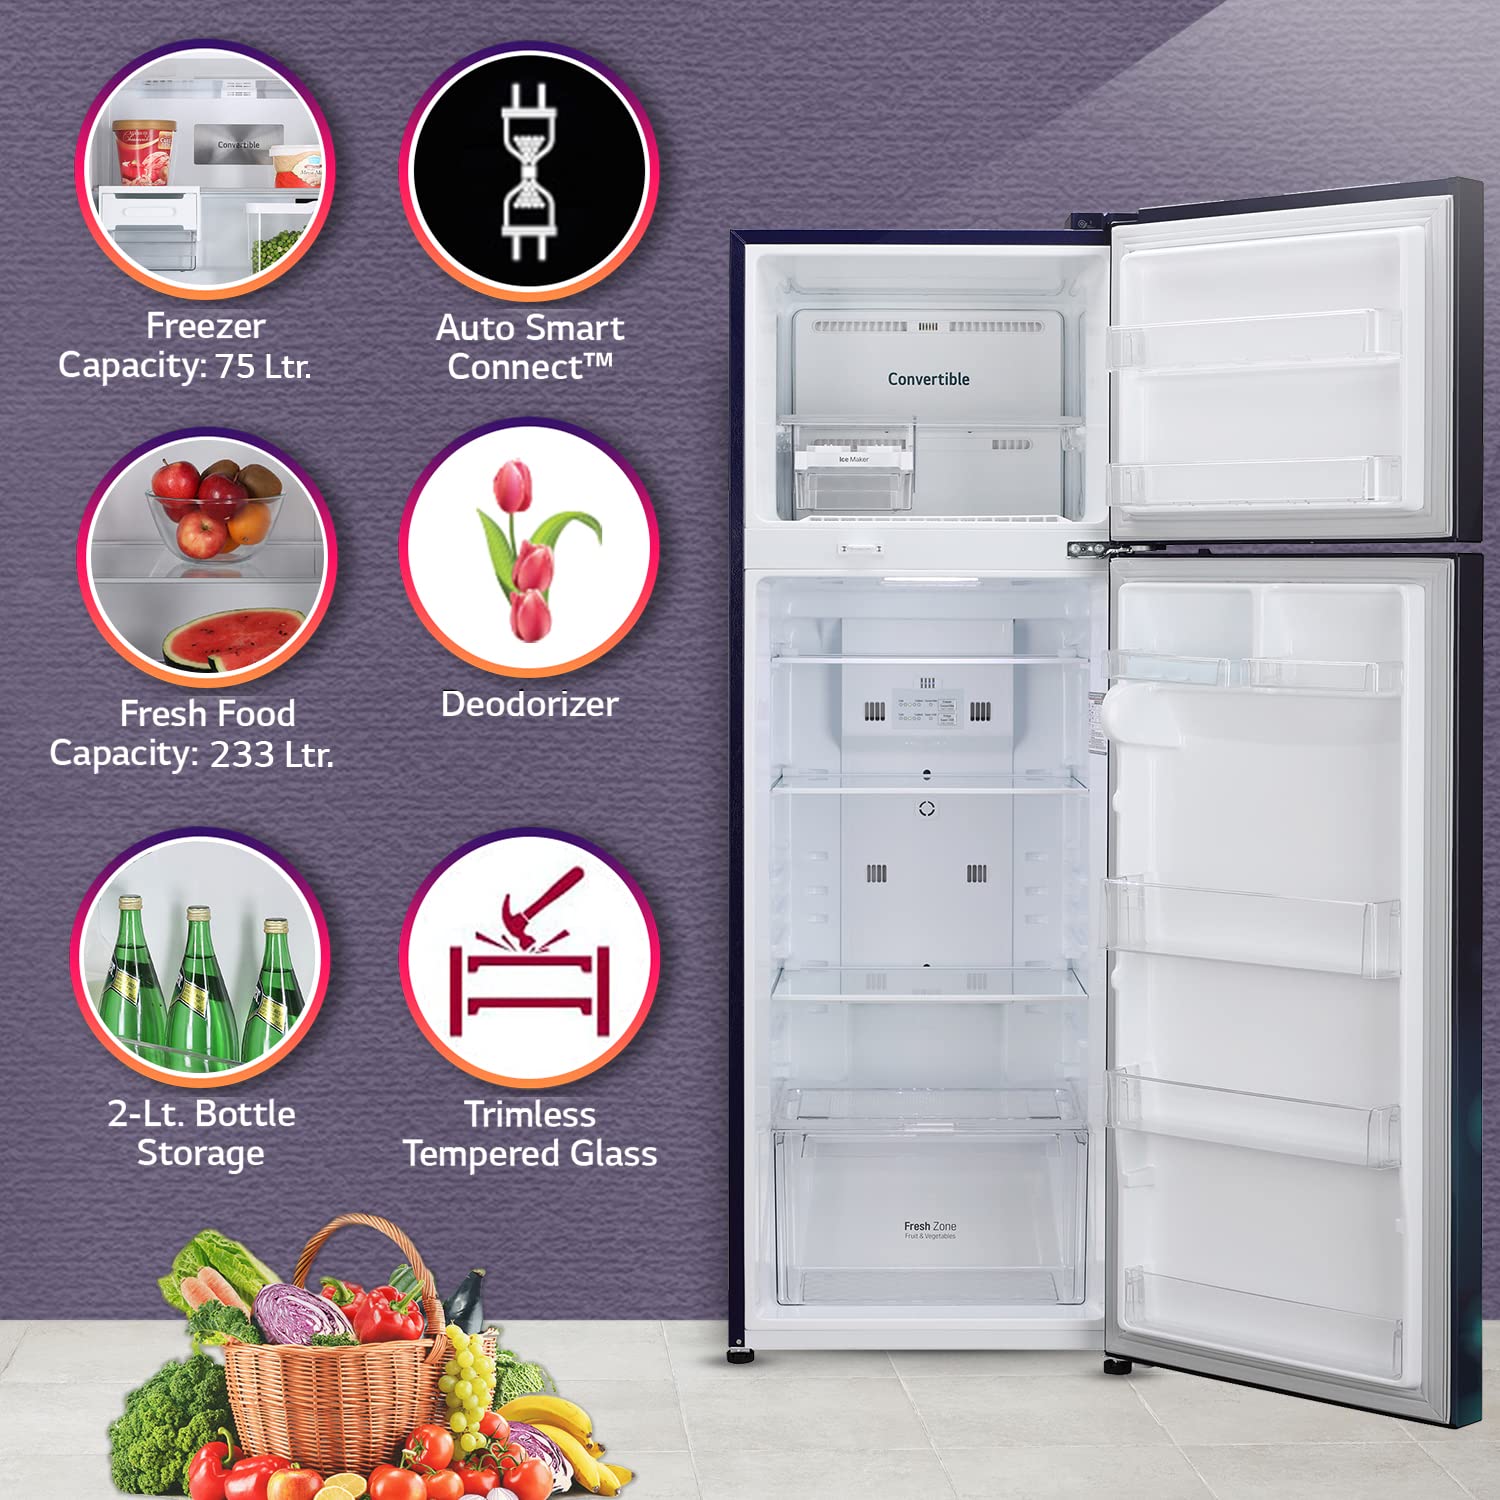 Convertible
Freezer
Capacity: 75 Ltr.
Auto Smart
Connect™
Fresh Food
Capacity: 233 Ltr.
Deodorizer
2-Lt. Bottle
Storage
Trimless
Tempered Glass
Convertible
Ice Maker
Fresh Zone
Fruit & Vegetables